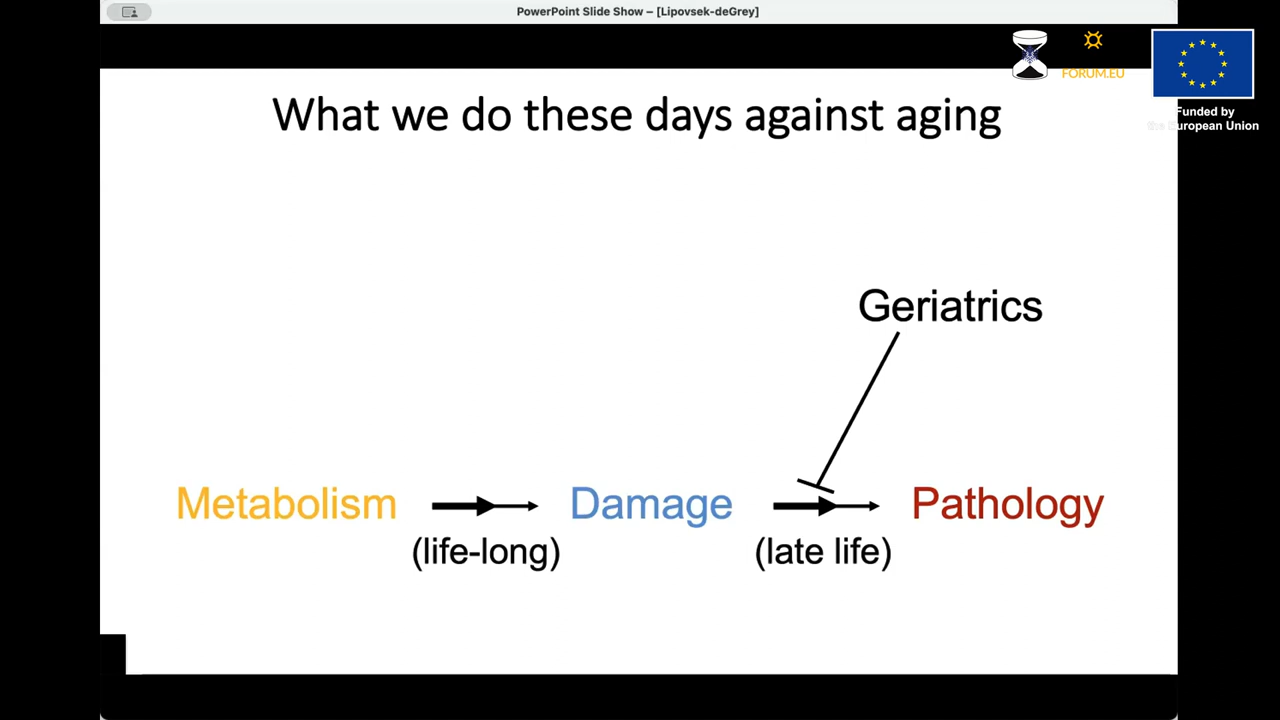 PowerPoint Slide Show – [Lipovsek-deGrey]
FORUM.EU
Funded by
the European Union
What we do these days against aging
Geriatrics
Metabolism
Damage
Pathology
(life-long)
(late life)